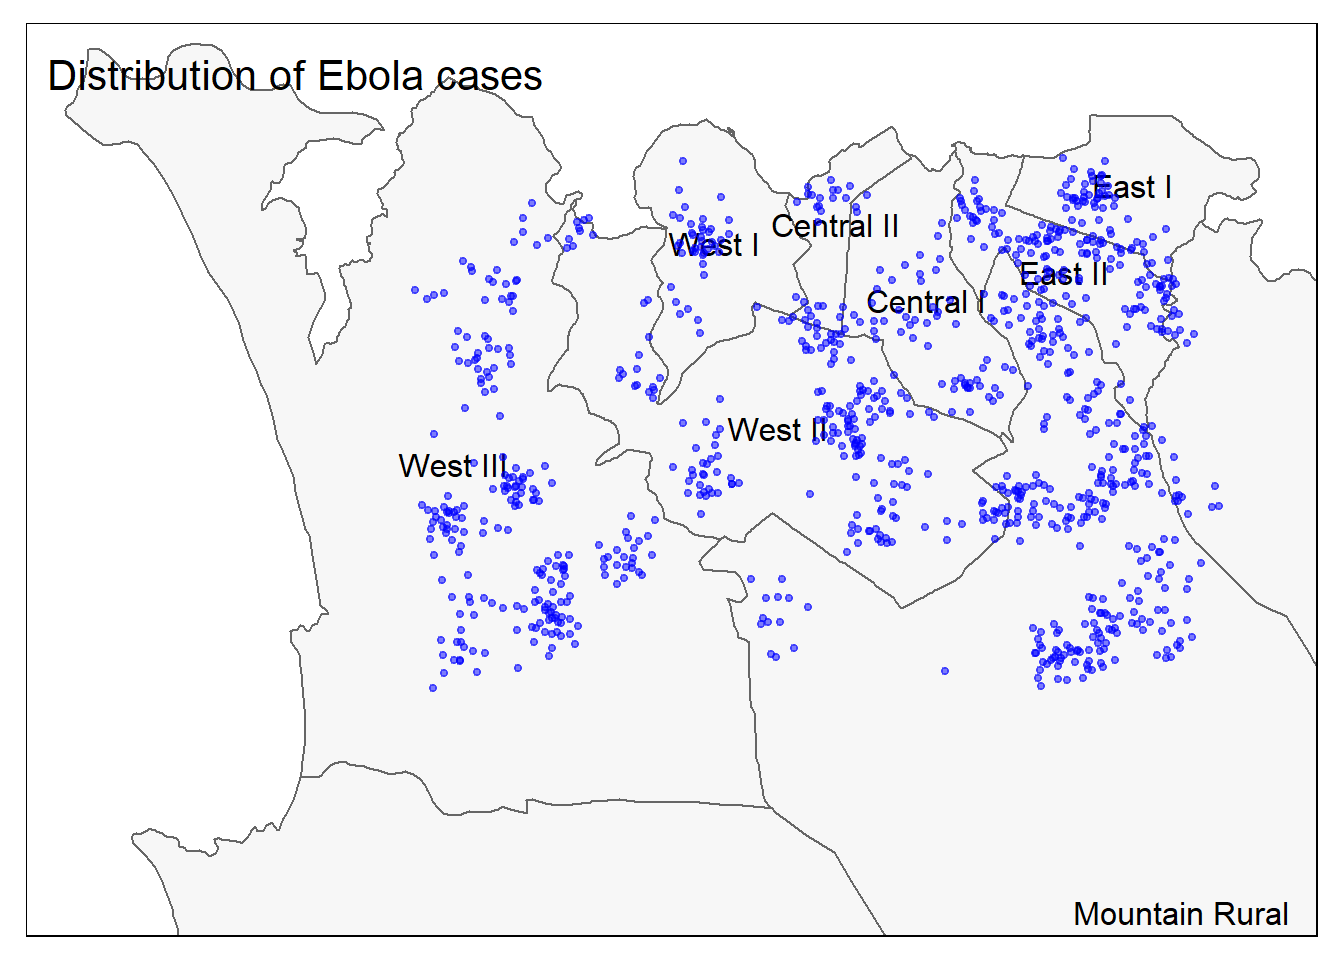 Distribution of Ebola cases
East I
Central II
West I
East II
Central I
West II
West III
Mountain Rural